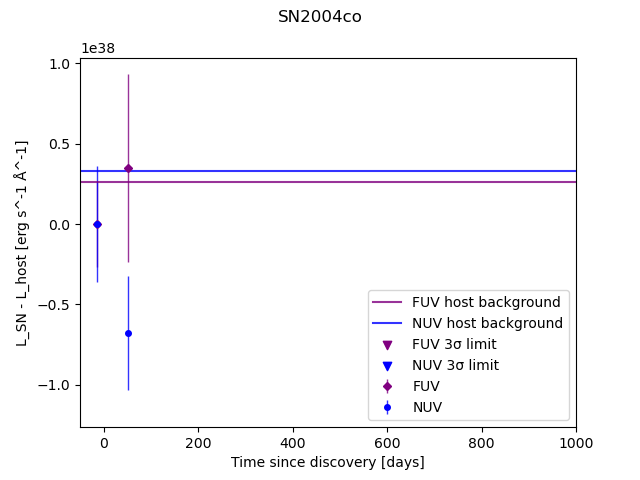 SN2004co
1e38
1.0
0.5
0.0
−0.5
−1.0
L_SN - L_host [erg s^-1 Å^-1]
FUV host background
NUV host background
FUV 3σ limit
NUV 3σ limit
FUV
NUV
0 200 400 600 800 1000
Time since discovery [days]